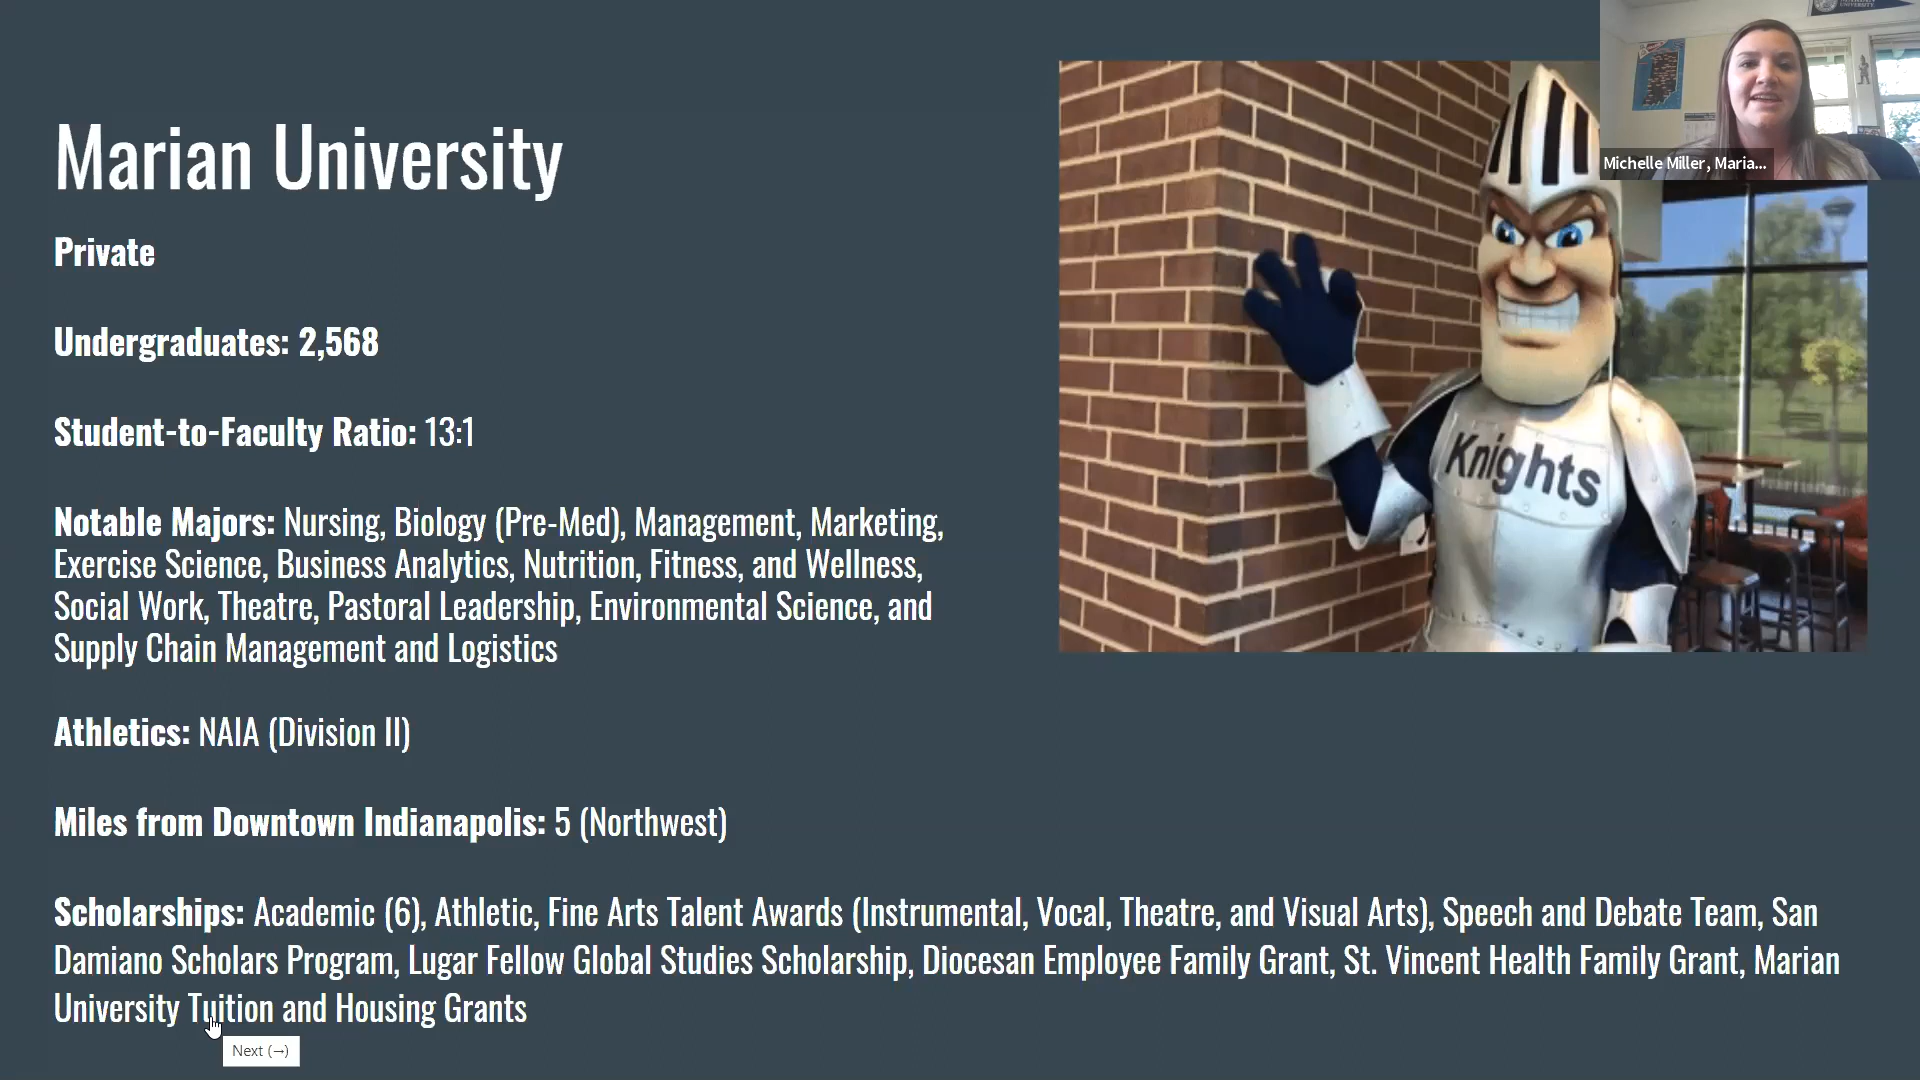 Marian University
Private
Undergraduates: 2,568
Student-to-Faculty Ratio: 13:1
Notable Majors: Nursing, Biology (Pre-Med), Management, Marketing,
Exercise Science, Business Analytics, Nutrition, Fitness, and Wellness,
Social Work, Theatre, Pastoral Leadership, Environmental Science, and
Supply Chain Management and Logistics
Athletics: NAIA (Division II)
Miles from Downtown Indianapolis: 5 (Northwest)
Scholarships: Academic (6), Athletic, Fine Arts Talent Awards (Instrumental, Vocal, Theatre, and Visual Arts), Speech and Debate Team, San
Damiano Scholars Program, Lugar Fellow Global Studies Scholarship, Diocesan Employee Family Grant, St. Vincent Health Family Grant, Marian
University Tuition and Housing Grants
Next (→)
Knights
Michelle Miller, Maria...
UNIVERSITY